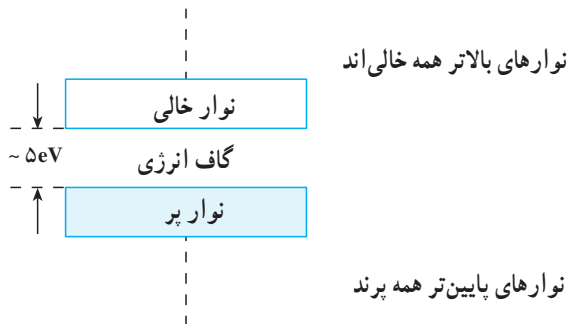 نوارهای بالاتر همه خالی‌اند
نوار خالی
گاف انرژی
~ ۵eV
نوار پر
نوارهای پایین‌تر همه پرند